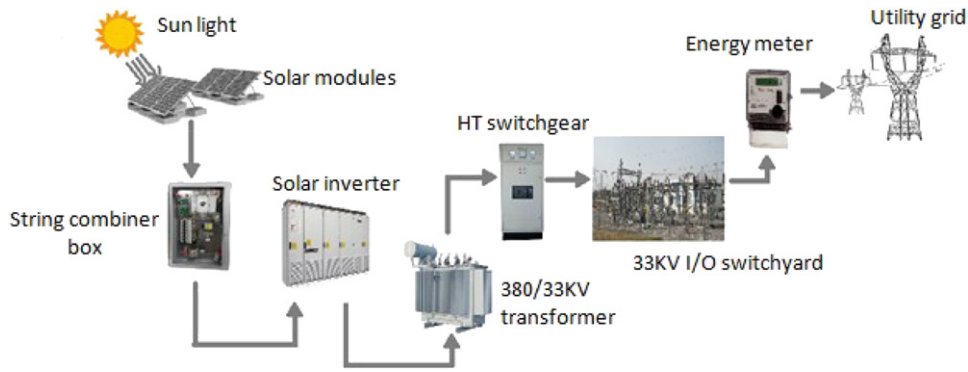 Sun light
Solar modules
String combiner
box
Solar inverter
380/33KV
transformer
HT switchgear
33KV I/O switchyard
Energy meter
Utility grid